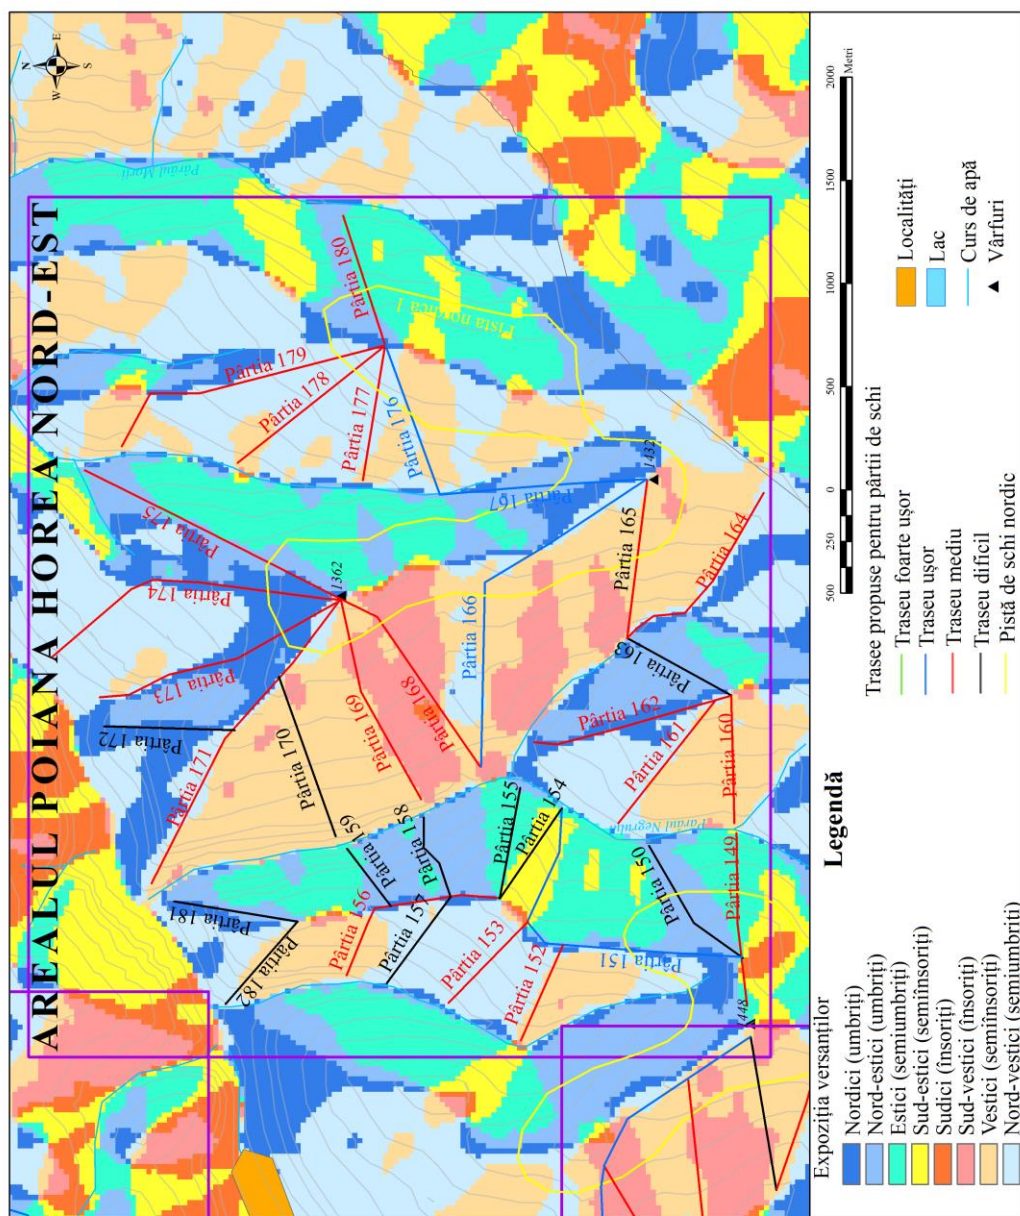 AREALUL POIANA HOREA NORD-EST
N
E
S
W
Pârâul Morii
Pârtia 180
Pista nordică 1
Pârtia 179
Pârtia 178
Pârtia 177
Pârtia 176
Pârtia 175
Pârtia 167
1432
1362
Pârtia 174
Pârtia 165
Pârtia 164
Pârtia 166
Pârtia 173
Pârtia 172
Pârtia 163
Pârtia 168
Pârtia 169
Pârtia 162
Pârtia 161
Pârtia 171
Pârtia 170
Pârtia 160
Pârtia 159
Pârtia 158
Pârtia 155
Pârtia 154
Pârâul Negrului
Pârtia 150
Pârtia 149
Pârtia 181
Pârtia 156
Pârtia 157
Pârtia 153
Pârtia 182
Pârtia 152
Pârtia 151
1448
Legendă
Expoziția versanților
Nordici (umbriți)
Nord-estici (umbriți)
Estici (semiumbriți)
Sud-estici (semiînsoriți)
Sudici (însoriți)
Sud-vestici (însoriți)
Vestici (semiînsoriți)
Nord-vestici (semiumbriți)
Trasee propuse pentru pârtii de schi
Traseu foarte ușor
Traseu ușor
Traseu mediu
Traseu dificil
Pistă de schi nordic
Localități
Lac
Curs de apă
Vârfuri
500 250 0 500 1000 1500 2000
Metri